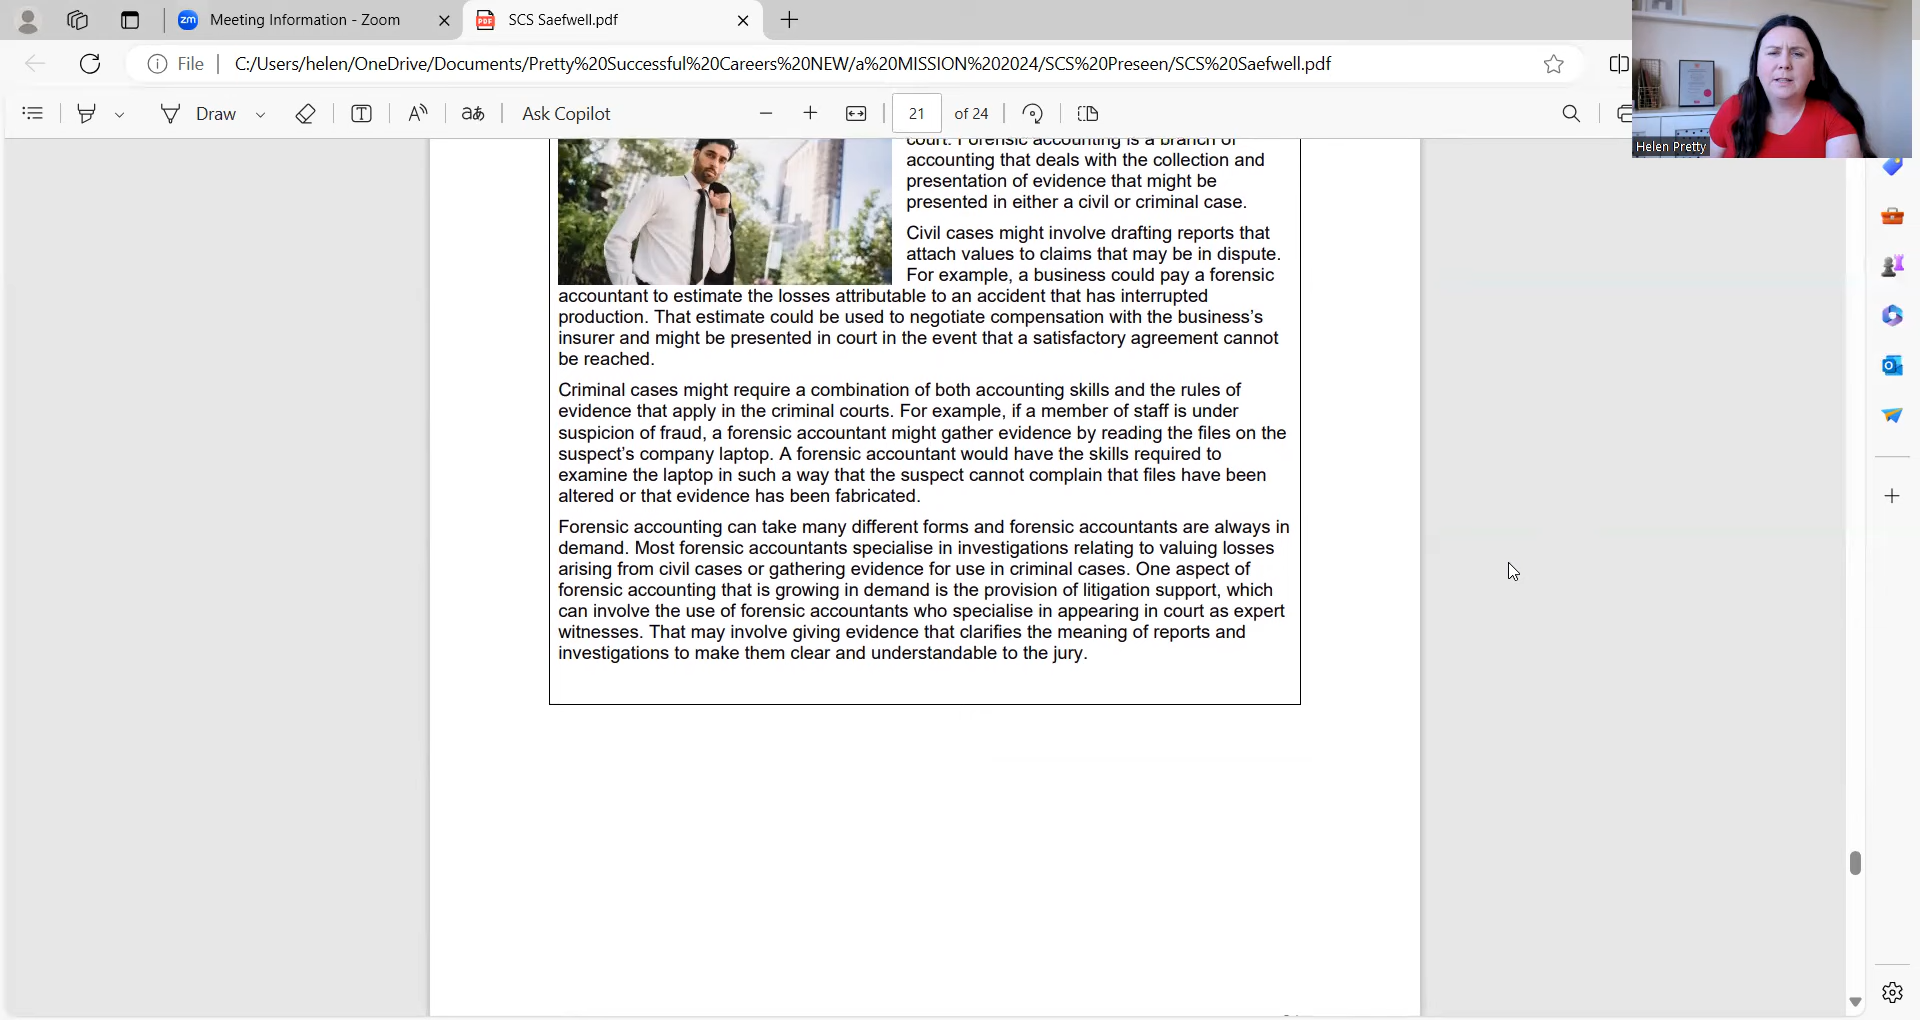 Meeting Information - Zoom
SCS Saefwell.pdf
File
C:/Users/helen/OneDrive/Documents/Pretty%20Successful%20Careers%20NEW/a%20MISSION%202024/SCS%20Preseen/SCS%20Saefwell.pdf
Draw
Ask Copilot
21 of 24
Helen Pretty
court. Forensic accounting is a branch of
accounting that deals with the collection and
presentation of evidence that might be
presented in either a civil or criminal case.
Civil cases might involve drafting reports that
attach values to claims that may be in dispute.
For example, a business could pay a forensic
accountant to estimate the losses attributable to an accident that has interrupted
production. That estimate could be used to negotiate compensation with the business's
insurer and might be presented in court in the event that a satisfactory agreement cannot
be reached.
Criminal cases might require a combination of both accounting skills and the rules of
evidence that apply in the criminal courts. For example, if a member of staff is under
suspicion of fraud, a forensic accountant might gather evidence by reading the files on the
suspect's company laptop. A forensic accountant would have the skills required to
examine the laptop in such a way that the suspect cannot complain that files have been
altered or that evidence has been fabricated.
Forensic accounting can take many different forms and forensic accountants are always in
demand. Most forensic accountants specialise in investigations relating to valuing losses
arising from civil cases or gathering evidence for use in criminal cases. One aspect of
forensic accounting that is growing in demand is the provision of litigation support, which
can involve the use of forensic accountants who specialise in appearing in court as expert
witnesses. That may involve giving evidence that clarifies the meaning of reports and
investigations to make them clear and understandable to the jury.